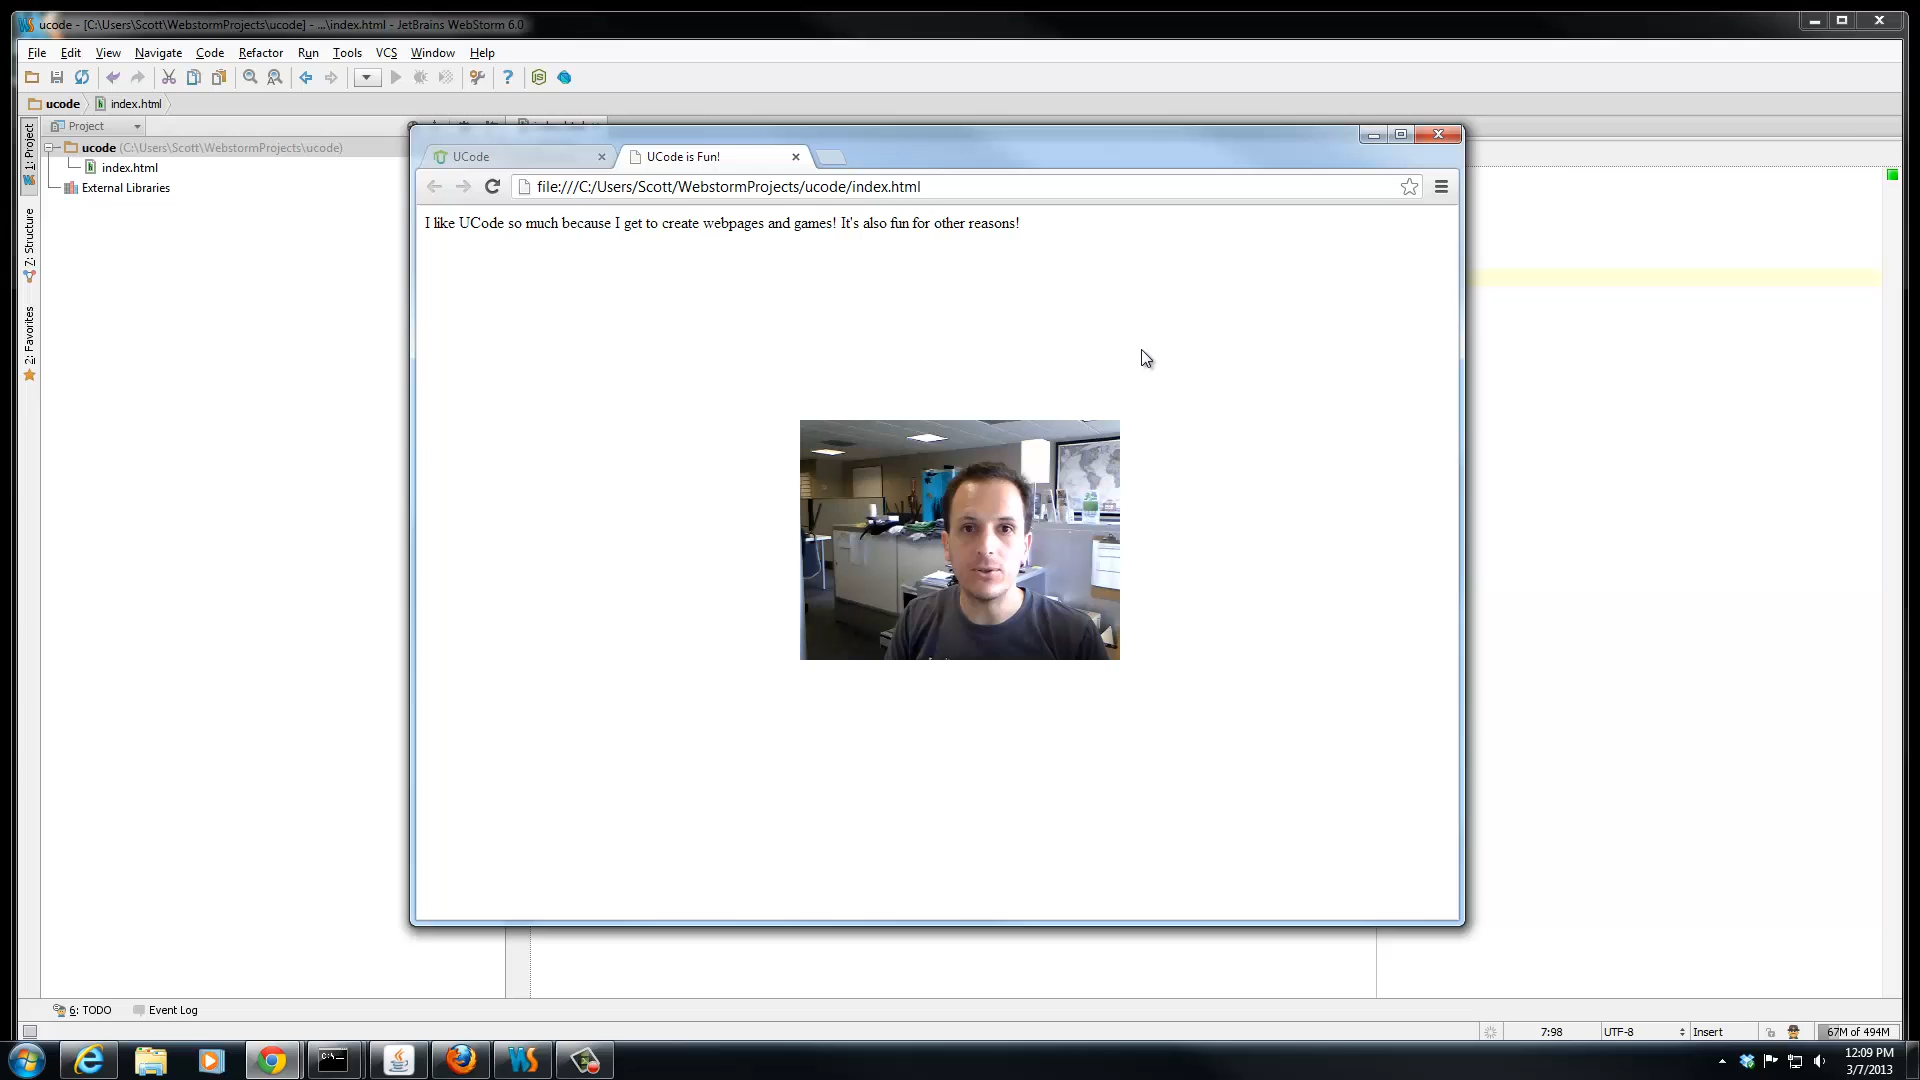 ucode - [C:\Users\Scott\WebstormProjects\ucode] - ...\index.html - JetBrains WebStorm 6.0
File Edit View Navigate Code Refactor Run Tools VCS Window Help
ucode index.html
Project
1: Project
ucode (C:\Users\Scott\WebstormProjects\ucode)
index.html
External Libraries
7: Structure
2: Favorites
UCode
UCode is Fun!
file:///C:/Users/Scott/WebstormProjects/ucode/index.html
I like UCode so much because I get to create webpages and games! It's also fun for other reasons!
6: TODO Event Log
7:98 UTF-8 Insert 67M of 494M
12:09 PM
3/7/2013